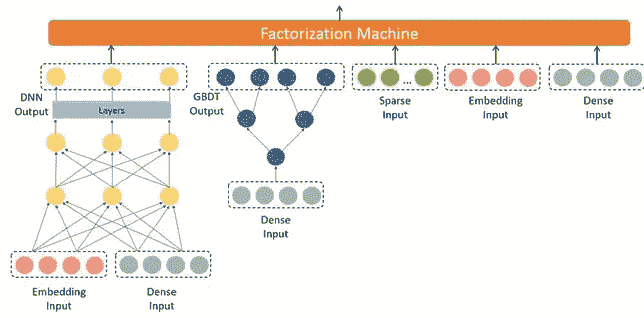 Factorization Machine
DNN
Output
Layers
GBDT
Output
...
Sparse
Input
Embedding
Input
Dense
Input
Dense
Input
Embedding
Input
Dense
Input